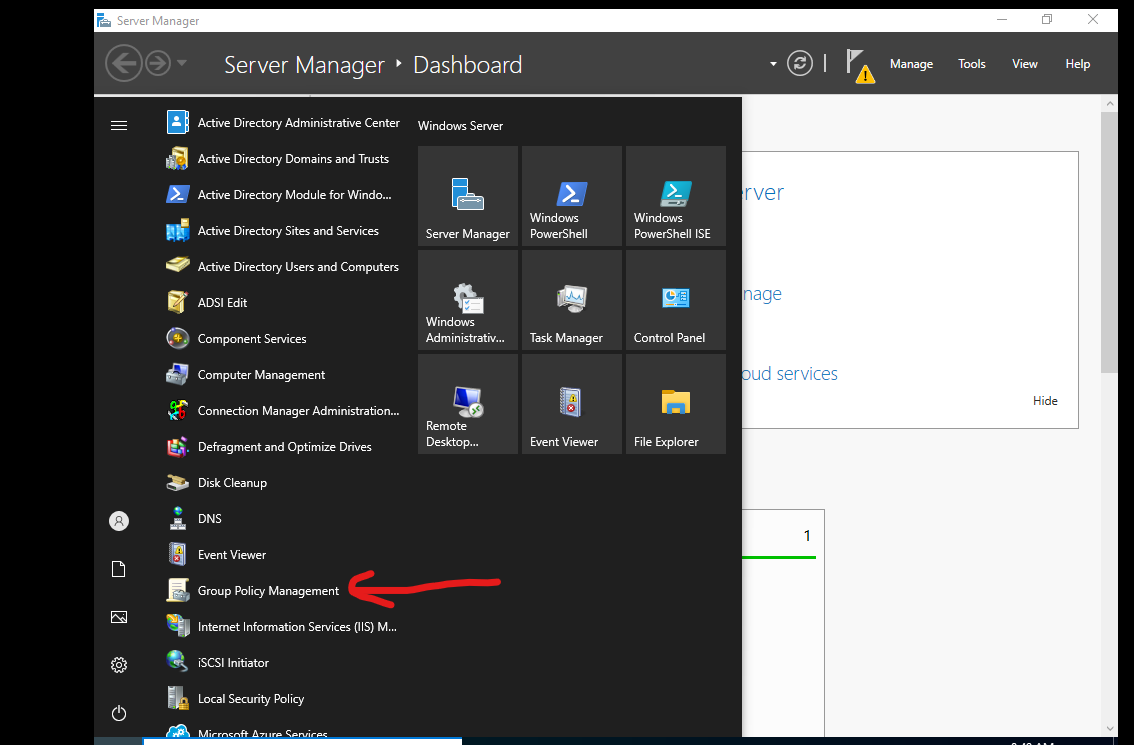 Server Manager
Server Manager
Dashboard
Manage
Tools
View
Help
Active Directory Administrative Center
Active Directory Domains and Trusts
Active Directory Module for Windo...
Active Directory Sites and Services
Active Directory Users and Computers
ADSI Edit
Component Services
Computer Management
Connection Manager Administration...
Defragment and Optimize Drives
Disk Cleanup
DNS
Event Viewer
Group Policy Management
Internet Information Services (IIS) M...
iSCSI Initiator
Local Security Policy
Microsoft Azure Services
Windows Server
Server Manager
Windows
PowerShell
Windows
PowerShell ISE
Windows
Administrativ...
Task Manager
Control Panel
Remote
Desktop...
Event Viewer
File Explorer
erver
nage
oud services
Hide
1